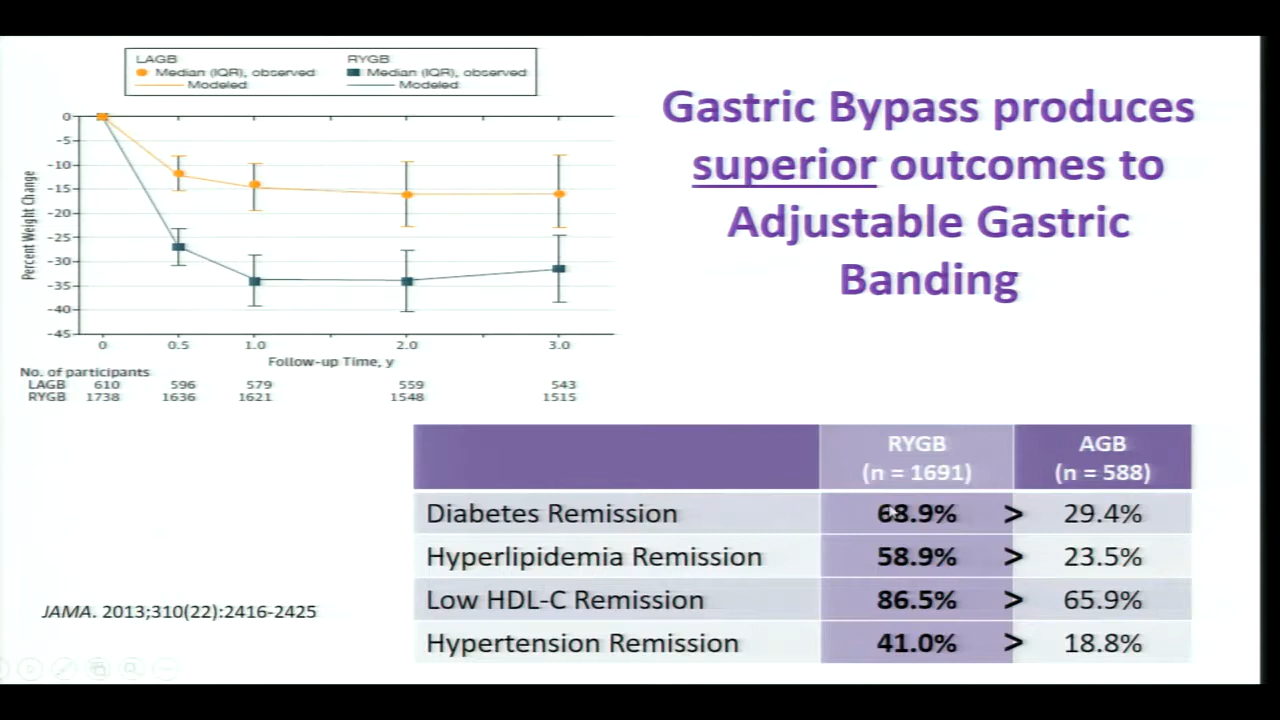 LAGB RYGB
Median (IQR), observed Median (IQR), observed
Modeled Modeled
Gastric Bypass produces
superior outcomes to
Adjustable Gastric
Banding
Percent Weight Change
0
-5
-10
-15
-20
-25
-30
-35
-40
-45
0 0.5 1.0 2.0 3.0
Follow-up Time, y
No. of participants
LAGB 610 596 579 559 543
RYGB 1738 1636 1621 1548 1515
RYGB AGB
(n = 1691) (n = 588)
Diabetes Remission 68.9% > 29.4%
Hyperlipidemia Remission 58.9% > 23.5%
Low HDL-C Remission 86.5% > 65.9%
Hypertension Remission 41.0% > 18.8%
JAMA. 2013;310(22):2416-2425